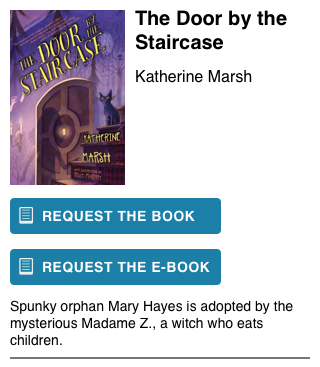 The Door by the
Staircase
Katherine Marsh
THE DOOR BY THE
STAIRCASE
KATHERINE
MARSH
REQUEST THE BOOK
REQUEST THE E-BOOK
Spunky orphan Mary Hayes is adopted by the
mysterious Madame Z., a witch who eats
children.